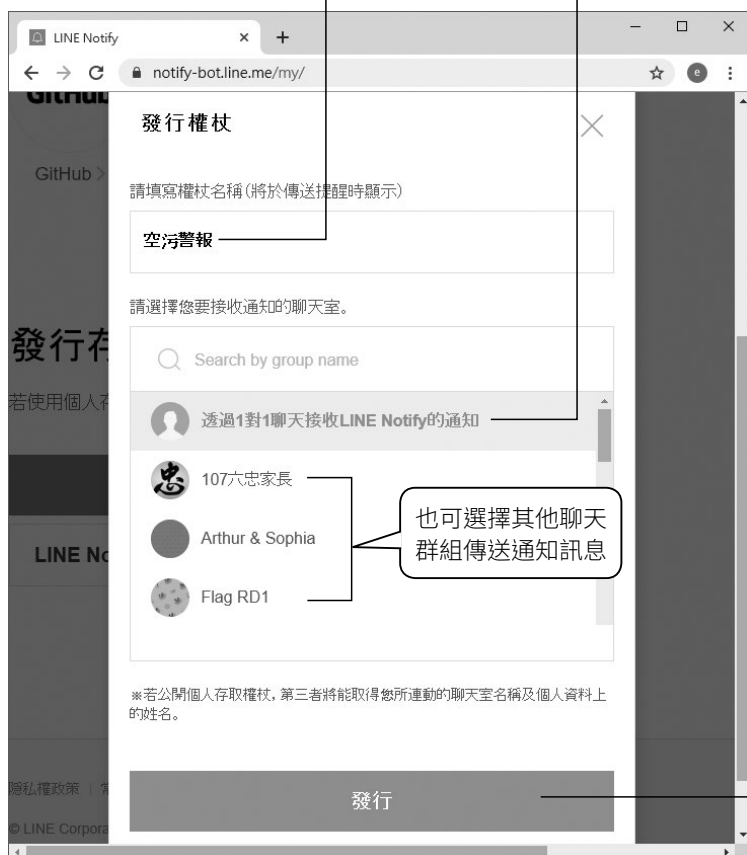 LINE Notify
notify-bot.line.me/my/
e
GitHub
發行權杖
GitHub >
請填寫權杖名稱(將於傳送提醒時顯示)
空污警報
請選擇您要接收通知的聊天室。
發行存
Search by group name
若使用個人存
透過1對1聊天接收LINE Notify的通知
忠
107六忠家長
也可選擇其他聊天
群組傳送通知訊息
Arthur & Sophia
LINE No
Flag RD1
※若公開個人存取權杖,第三者將能取得您所連動的聊天室名稱及個人資料上
的姓名。
隱私權政策 |
發行
© LINE Corpora